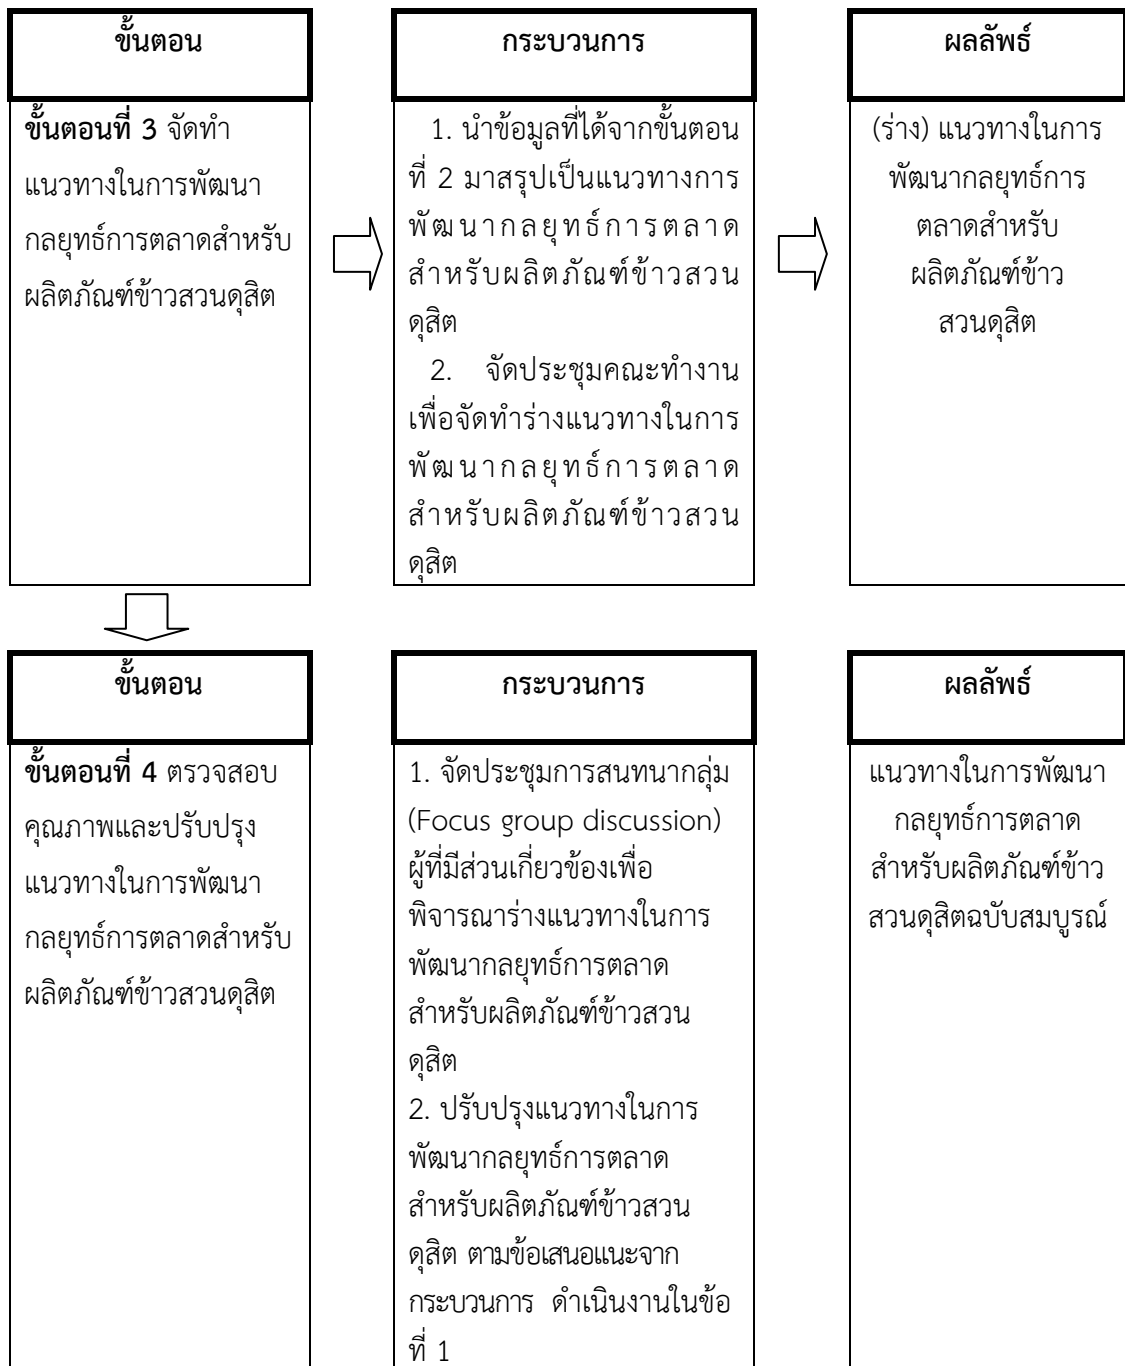 ขั้นตอน
กระบวนการ
ผลลัพธ์
ขั้นตอนที่ 3 จัดทำ
แนวทางในการพัฒนา
กลยุทธ์การตลาดสำหรับ
ผลิตภัณฑ์ข้าวสวนดุสิต
1. นำข้อมูลที่ได้จากขั้นตอน
ที่ 2 มาสรุปเป็นแนวทางการ
พัฒนากลยุทธ์การตลาด
สำหรับผลิตภัณฑ์ข้าวสวน
ดุสิต
2. จัดประชุมคณะทำงาน
เพื่อจัดทำร่างแนวทางในการ
พัฒนากลยุทธ์การตลาด
สำหรับผลิตภัณฑ์ข้าวสวน
ดุสิต
(ร่าง) แนวทางในการ
พัฒนากลยุทธ์การ
ตลาดสำหรับ
ผลิตภัณฑ์ข้าว
สวนดุสิต
ขั้นตอน
กระบวนการ
ผลลัพธ์
ขั้นตอนที่ 4 ตรวจสอบ
คุณภาพและปรับปรุง
แนวทางในการพัฒนา
กลยุทธ์การตลาดสำหรับ
ผลิตภัณฑ์ข้าวสวนดุสิต
1. จัดประชุมการสนทนากลุ่ม
(Focus group discussion)
ผู้ที่มีส่วนเกี่ยวข้องเพื่อ
พิจารณาร่างแนวทางในการ
พัฒนากลยุทธ์การตลาด
สำหรับผลิตภัณฑ์ข้าวสวน
ดุสิต
2. ปรับปรุงแนวทางในการ
พัฒนากลยุทธ์การตลาด
สำหรับผลิตภัณฑ์ข้าวสวน
ดุสิต ตามข้อเสนอแนะจาก
กระบวนการ ดำเนินงานในข้อ
ที่ 1
แนวทางในการพัฒนา
กลยุทธ์การตลาด
สำหรับผลิตภัณฑ์ข้าว
สวนดุสิตฉบับสมบูรณ์